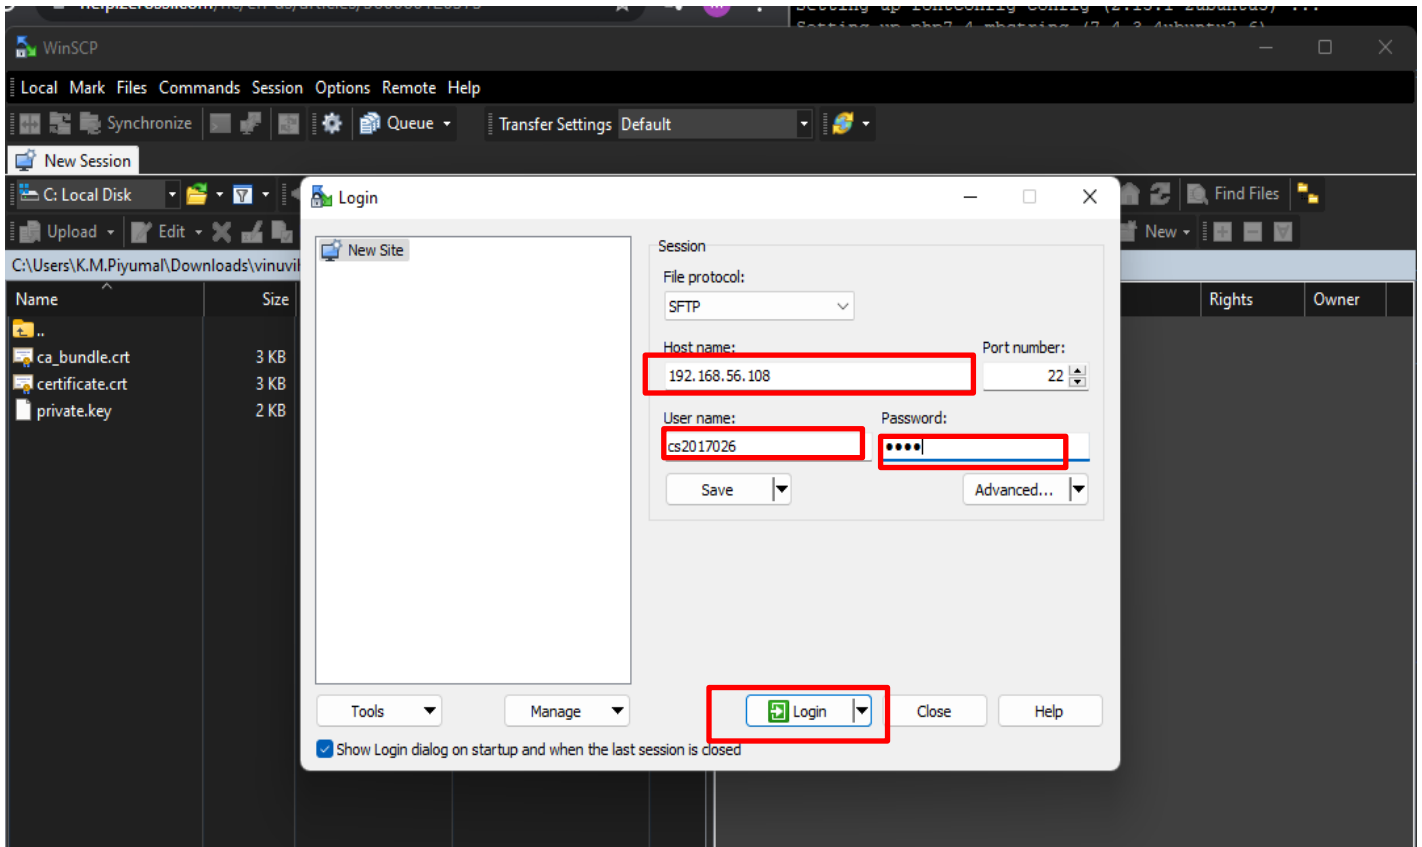 WinSCP
Local Mark Files Commands Session Options Remote Help
Synchronize Queue Transfer Settings Default
New Session
C: Local Disk Find Files
Upload Edit New
C:\Users\K.M.Piyumal\Downloads\
Name Size Rights Owner
..
ca_bundle.crt 3 KB
certificate.crt 3 KB
private.key 2 KB
Login
New Site
Session
File protocol:
SFTP
Host name: Port number:
192.168.56.108 22
User name: Password:
cs2017026 ••••
Save Advanced...
Tools Manage Login Close Help
Show Login dialog on startup and when the last session is closed